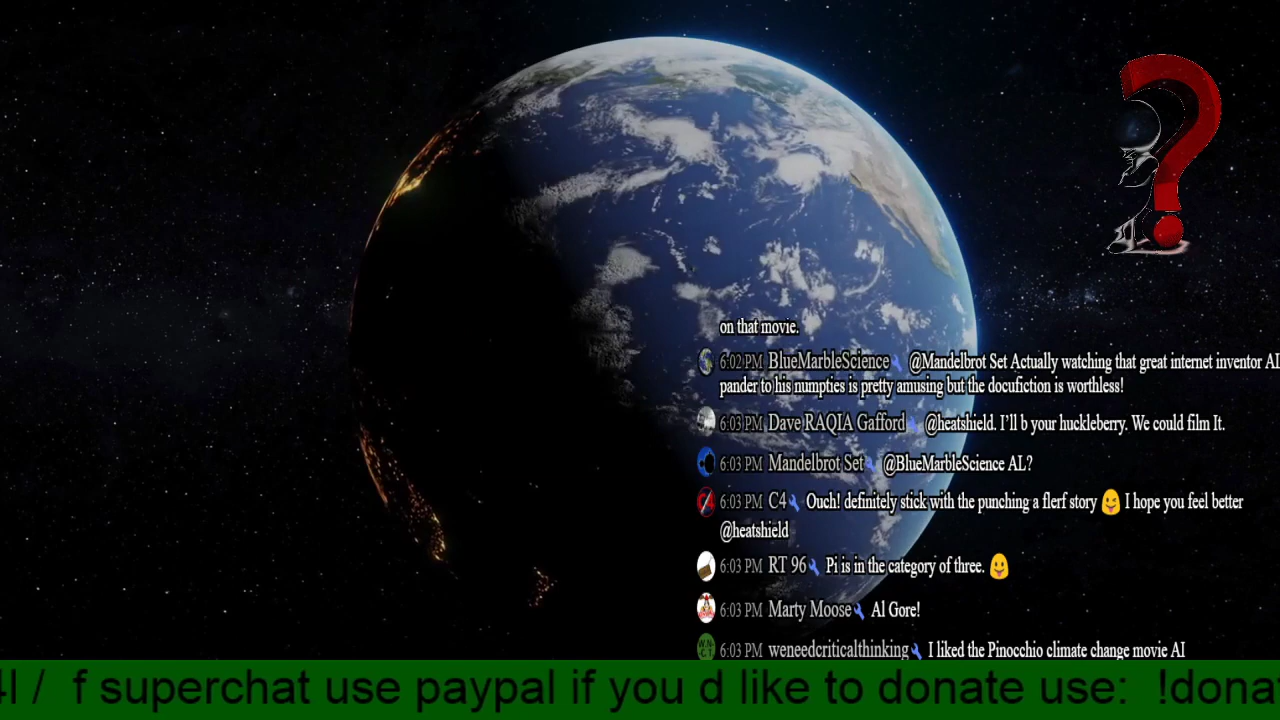 on that movie.
6:02 PM BlueMarbleScience @Mandelbrot Set Actually watching that great internet inventor AL
pander to his numpties is pretty amusing but the docufiction is worthless!
6:03 PM Dave RAQIA Gafford @heatshield. I'll b your huckleberry. We could film It.
6:03 PM Mandelbrot Set @BlueMarbleScience AL?
6:03 PM C4 Ouch! definitely stick with the punching a flerf story 😛 I hope you feel better
@heatshield
6:03 PM RT 96 Pi is in the category of three. 😛
6:03 PM Marty Moose Al Gore!
6:03 PM weneedcriticalthinking I liked the Pinocchio climate change movie AI
/ f superchat use paypal if you d like to donate use: !dona